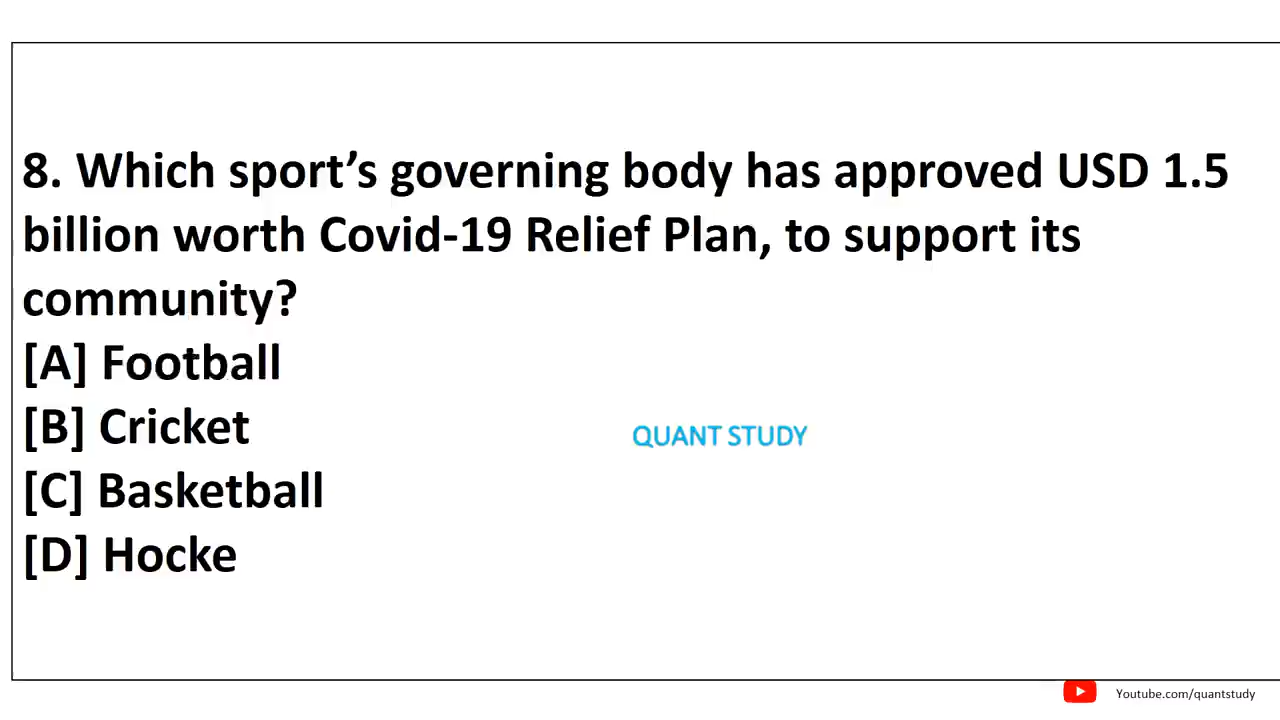 8. Which sport’s governing body has approved USD 1.5
billion worth Covid-19 Relief Plan, to support its
community?
[A] Football
[B] Cricket
QUANT STUDY
[C] Basketball
[D] Hocke
Youtube.com/quantstudy